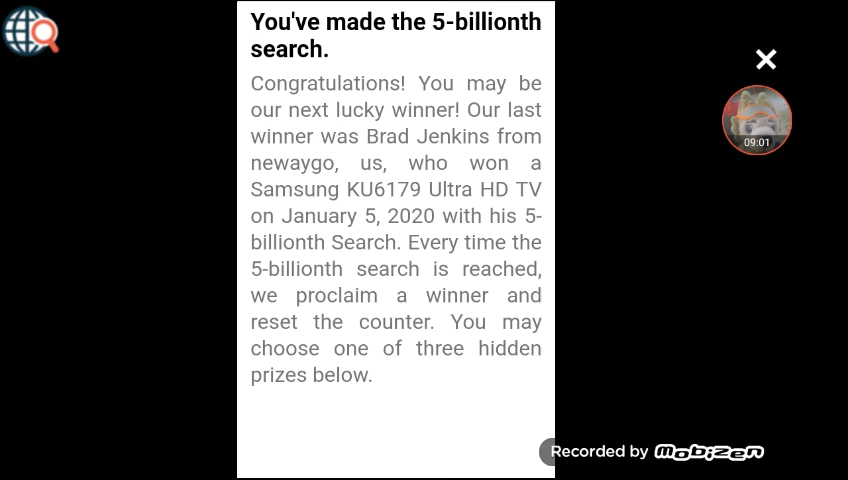 You've made the 5-billionth
search.
Congratulations! You may be
our next lucky winner! Our last
winner was Brad Jenkins from
newaygo, us, who won a
Samsung KU6179 Ultra HD TV
on January 5, 2020 with his 5-
billionth Search. Every time the
5-billionth search is reached,
we proclaim a winner and
reset the counter. You may
choose one of three hidden
prizes below.
09:01
Recorded by Mobizen